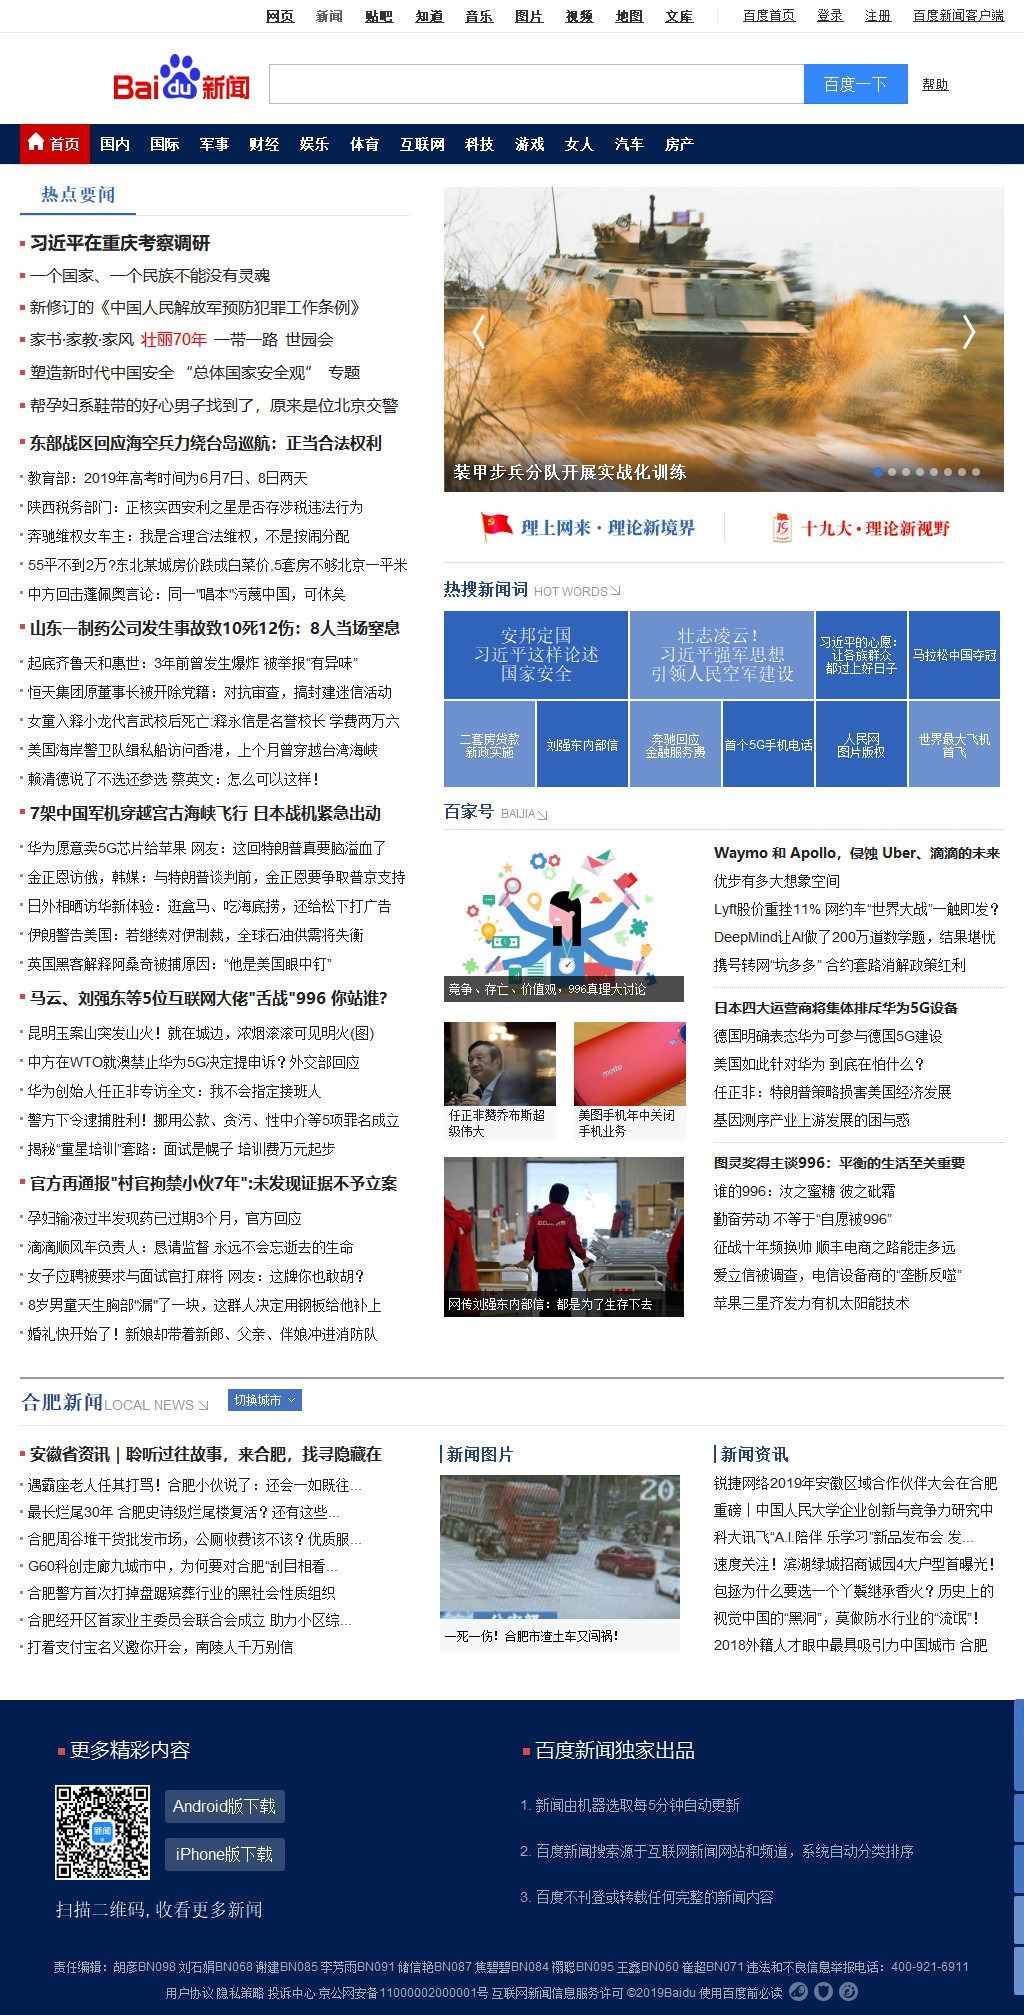 网页 新闻 贴吧 知道 音乐 图片 视频 地图 文库 百度首页 登录 注册 百度新闻客户端
Bai du 新闻 百度一下 帮助
首页 国内 国际 军事 财经 娱乐 体育 互联网 科技 游戏 女人 汽车 房产
热点要闻
习近平在重庆考察调研
一个国家、一个民族不能没有灵魂
新修订的《中国人民解放军预防犯罪工作条例》
家书·家教·家风 壮丽70年 一带一路 世园会
塑造新时代中国安全 “总体国家安全观” 专题
帮孕妇系鞋带的好心男子找到了，原来是位北京交警
东部战区回应海空兵力绕台岛巡航：正当合法权利
教育部：2019年高考时间为6月7日、8日两天
陕西税务部门：正核实西安利之星是否存涉税违法行为
奔驰维权女车主：我是合理合法维权，不是按闹分配
55平不到2万?东北某城房价跌成白菜价,5套房不够北京一平米
中方回击蓬佩奥言论：同一"唱本"污蔑中国，可休矣
山东一制药公司发生事故致10死12伤：8人当场窒息
起底齐鲁天和惠世：3年前曾发生爆炸 被举报“有异味”
恒天集团原董事长被开除党籍：对抗审查，搞封建迷信活动
女童入释小龙代言武校后死亡:释永信是名誉校长 学费两万六
美国海岸警卫队缉私船访问香港，上个月曾穿越台湾海峡
赖清德说了不选还参选 蔡英文：怎么可以这样！
7架中国军机穿越宫古海峡飞行 日本战机紧急出动
华为愿意卖5G芯片给苹果 网友：这回特朗普真要脑溢血了
金正恩访俄，韩媒：与特朗普谈判前，金正恩要争取普京支持
日外相晒访华新体验：逛盒马、吃海底捞，还给松下打广告
伊朗警告美国：若继续对伊制裁，全球石油供需将失衡
英国黑客解释阿桑奇被捕原因：“他是美国眼中钉”
马云、刘强东等5位互联网大佬"舌战"996 你站谁？
昆明玉案山突发山火！就在城边，浓烟滚滚可见明火(图)
中方在WTO就澳禁止华为5G决定提申诉？外交部回应
华为创始人任正非专访全文：我不会指定接班人
警方下令逮捕胜利！挪用公款、贪污、性中介等5项罪名成立
揭秘“童星培训”套路：面试是幌子 培训费万元起步
官方再通报"村官拘禁小伙7年":未发现证据不予立案
孕妇输液过半发现药已过期3个月，官方回应
滴滴顺风车负责人：恳请监督 永远不会忘逝去的生命
女子应聘被要求与面试官打麻将 网友：这牌你也敢胡？
8岁男童天生胸部"漏"了一块，这群人决定用钢板给他补上
婚礼快开始了！新娘却带着新郎、父亲、伴娘冲进消防队
装甲步兵分队开展实战化训练
理上网来·理论新境界 十九大·理论新视野
热搜新闻词 HOT WORDS
安邦定国
习近平这样论述
国家安全
壮志凌云！
习近平强军思想
引领人民空军建设
习近平的心愿：
让各族群众
都过上好日子
马拉松中国夺冠
二套房贷款
新政实施
刘强东内部信
奔驰回应
金融服务费
首个5G手机电话
人民网
图片版权
世界最大飞机
首飞
百家号 BAIJIA
竞争、存亡、价值观，996真理大讨论
meitu
任正非赞乔布斯超
级伟大
美图手机年中关闭
手机业务
网传刘强东内部信：都是为了生存下去
Waymo 和 Apollo，侵蚀 Uber、滴滴的未来
优步有多大想象空间
Lyft股价重挫11% 网约车“世界大战”一触即发？
DeepMind让AI做了200万道数学题，结果堪忧
携号转网“坑多多” 合约套路消解政策红利
日本四大运营商将集体排斥华为5G设备
德国明确表态华为可参与德国5G建设
美国如此针对华为 到底在怕什么？
任正非：特朗普策略损害美国经济发展
基因测序产业上游发展的困与惑
图灵奖得主谈996：平衡的生活至关重要
谁的996：汝之蜜糖 彼之砒霜
勤奋劳动 不等于“自愿被996”
征战十年频换帅 顺丰电商之路能走多远
爱立信被调查，电信设备商的“垄断反噬”
苹果三星齐发力有机太阳能技术
合肥新闻 LOCAL NEWS 切换城市
安徽省资讯｜聆听过往故事，来合肥，找寻隐藏在
遇霸座老人任其打骂！合肥小伙说了：还会一如既往...
最长烂尾30年 合肥史诗级烂尾楼复活？还有这些...
合肥周谷堆干货批发市场，公厕收费该不该？优质服...
G60科创走廊九城市中，为何要对合肥“刮目相看...
合肥警方首次打掉盘踞殡葬行业的黑社会性质组织
合肥经开区首家业主委员会联合会成立 助力小区综...
打着支付宝名义邀你开会，南陵人千万别信
新闻图片
20
一死一伤！合肥市渣土车又闯祸！
新闻资讯
锐捷网络2019年安徽区域合作伙伴大会在合肥
重磅丨中国人民大学企业创新与竞争力研究中
科大讯飞“A.I.陪伴 乐学习”新品发布会 发...
速度关注！滨湖绿城招商诚园4大户型首曝光！
包拯为什么要选一个丫鬟继承香火？历史上的
视觉中国的“黑洞”，莫做防水行业的“流氓”！
2018外籍人才眼中最具吸引力中国城市 合肥
更多精彩内容
新闻
Android版下载
iPhone版下载
扫描二维码, 收看更多新闻
百度新闻独家出品
1. 新闻由机器选取每5分钟自动更新
2. 百度新闻搜索源于互联网新闻网站和频道，系统自动分类排序
3. 百度不刊登或转载任何完整的新闻内容
责任编辑：胡彦BN098 刘石娟BN068 谢建BN085 李芳雨BN091 储信艳BN087 焦碧碧BN084 禤聪BN095 王鑫BN060 崔超BN071 违法和不良信息举报电话：400-921-6911
用户协议 隐私策略 投诉中心 京公网安备11000002000001号 互联网新闻信息服务许可 ©2019Baidu 使用百度前必读